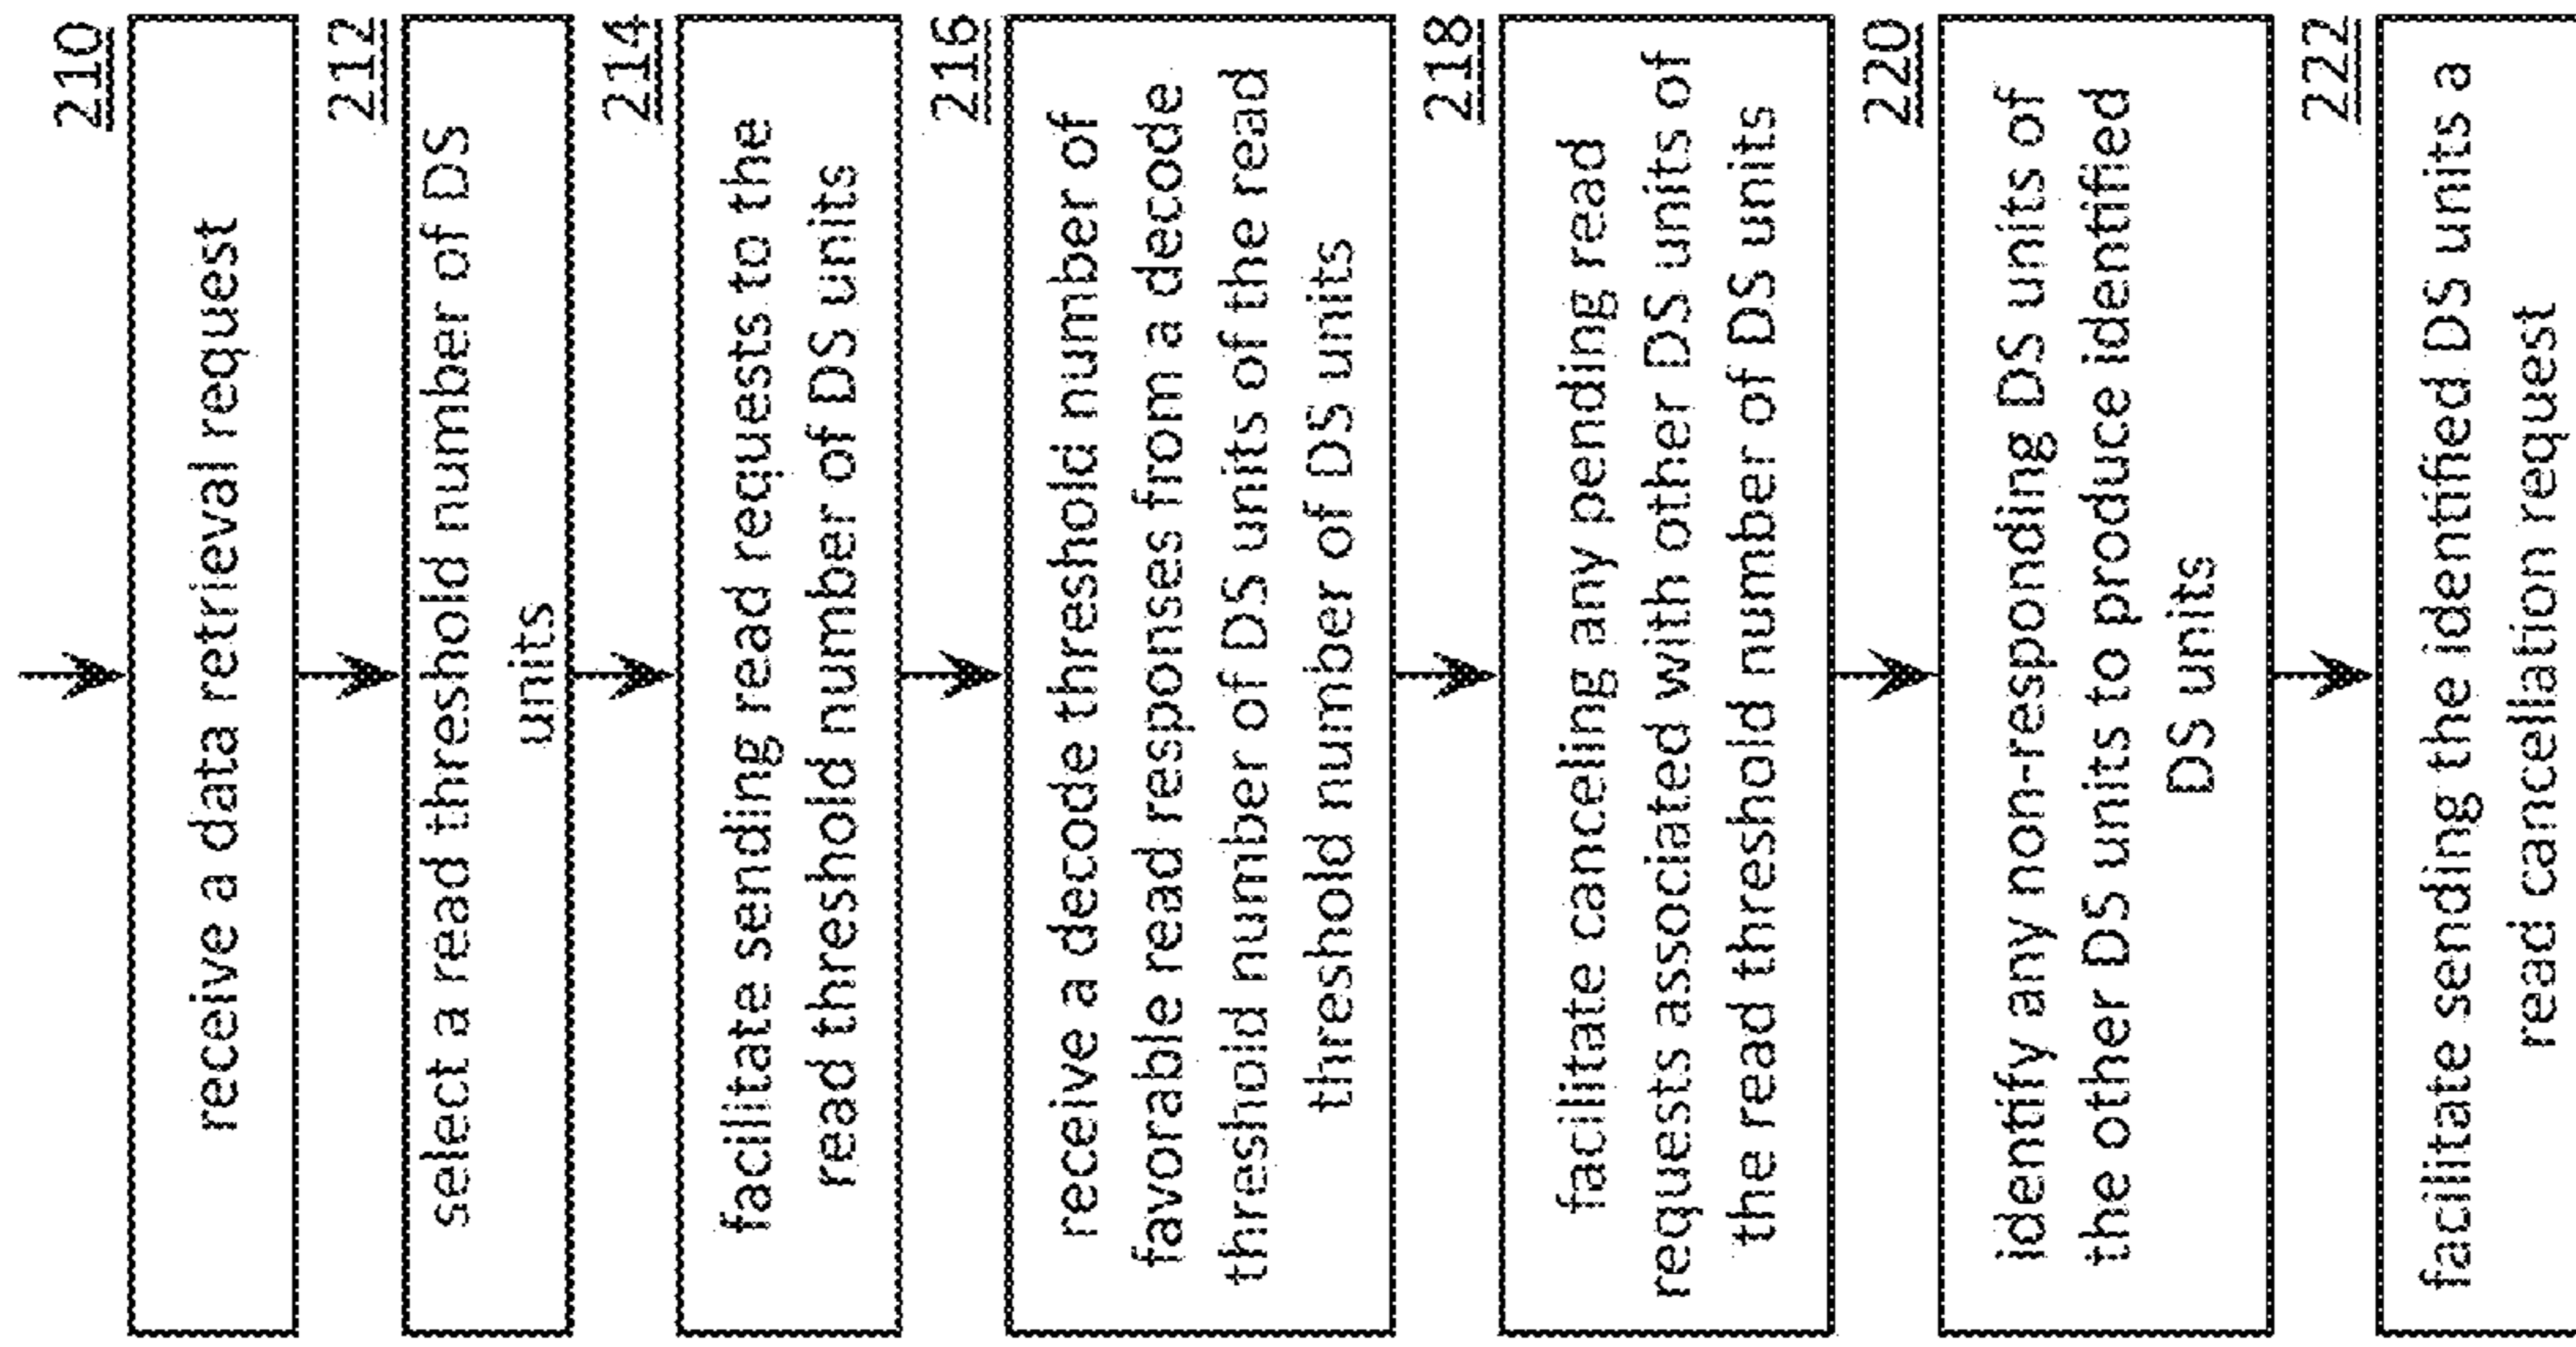 210
receive a data retrieval request
212
select a read threshold number of DS
units
214
facilitate sending read requests to the
read threshold number of DS units
216
receive a decode threshold number of
favorable read responses from a decode
threshold number of DS units of the read
threshold number of DS units
218
facilitate canceling any pending read
requests associated with other DS units of
the read threshold number of DS units
220
identify any non-responding DS units of
the other DS units to produce identified
DS units
222
facilitate sending the identified DS units a
read cancellation request